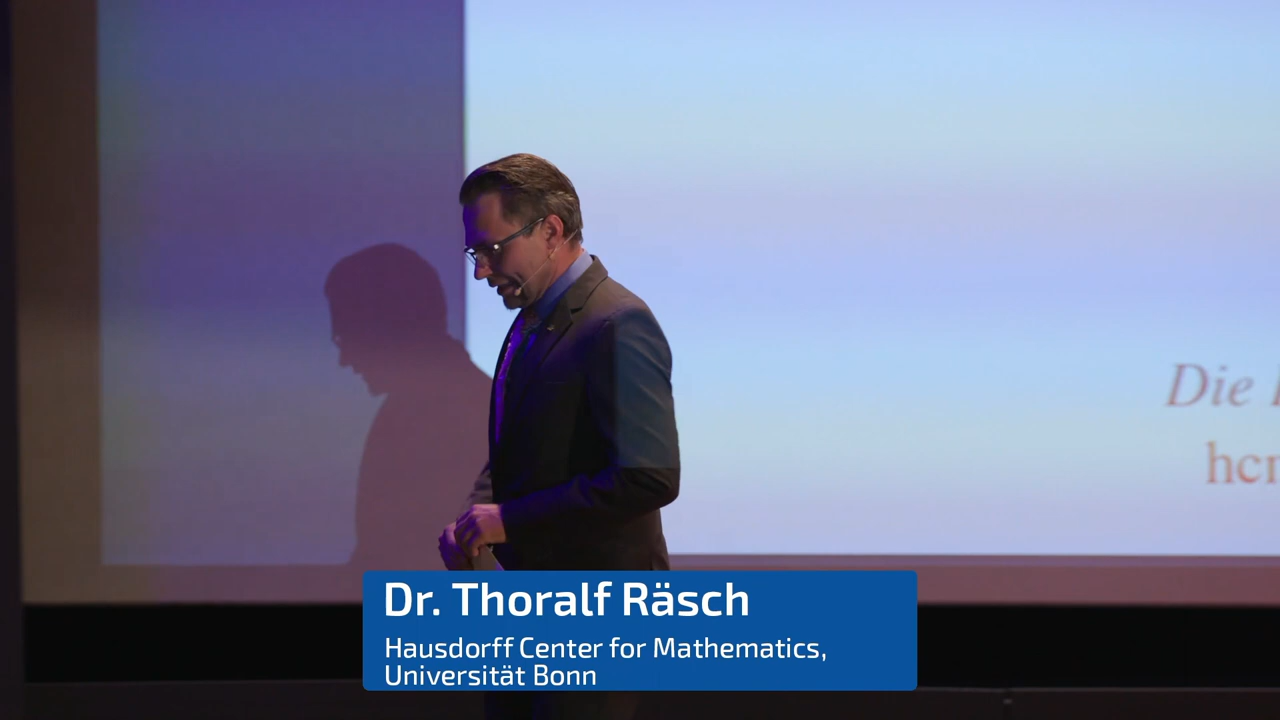 Die
Dr. Thoralf Räsch
Hausdorff Center for Mathematics,
Universität Bonn